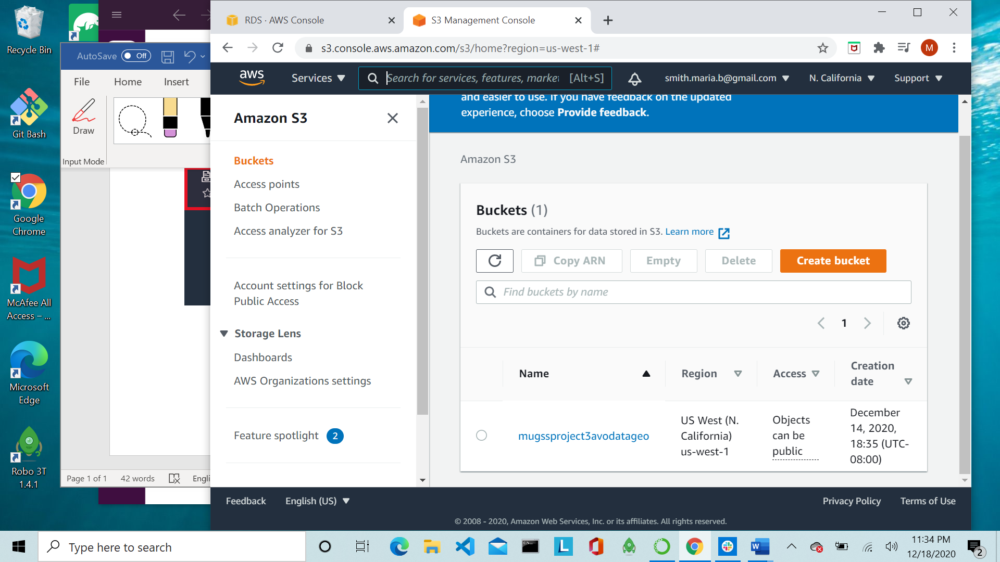 Recycle Bin
Git Bash
Google
Chrome
McAfee All
Access – ...
Microsoft
Edge
Robo 3T
1.4.1
AutoSave Off
File Home Insert
Draw
Input Mode
Page 1 of 1 42 words Engli
RDS · AWS Console
S3 Management Console
s3.console.aws.amazon.com/s3/home?region=us-west-1#
M
aws Services Search for services, features, market [Alt+S] smith.maria.b@gmail.com N. California Support
Amazon S3
Buckets
Access points
Batch Operations
Access analyzer for S3
Account settings for Block
Public Access
Storage Lens
Dashboards
AWS Organizations settings
Feature spotlight 2
and easier to use. If you have feedback on the updated
experience, choose Provide feedback.
Amazon S3
Buckets (1)
Buckets are containers for data stored in S3. Learn more
Copy ARN Empty Delete Create bucket
Find buckets by name
1
Name Region Access Creation
date
mugssproject3avodatageo
US West (N.
California)
us-west-1
Objects
can be
public
December
14, 2020,
18:35 (UTC-
08:00)
Feedback English (US) Privacy Policy Terms of Use
© 2008 - 2020, Amazon Web Services, Inc. or its affiliates. All rights reserved.
Type here to search
L
W
11:34 PM
12/18/2020
2